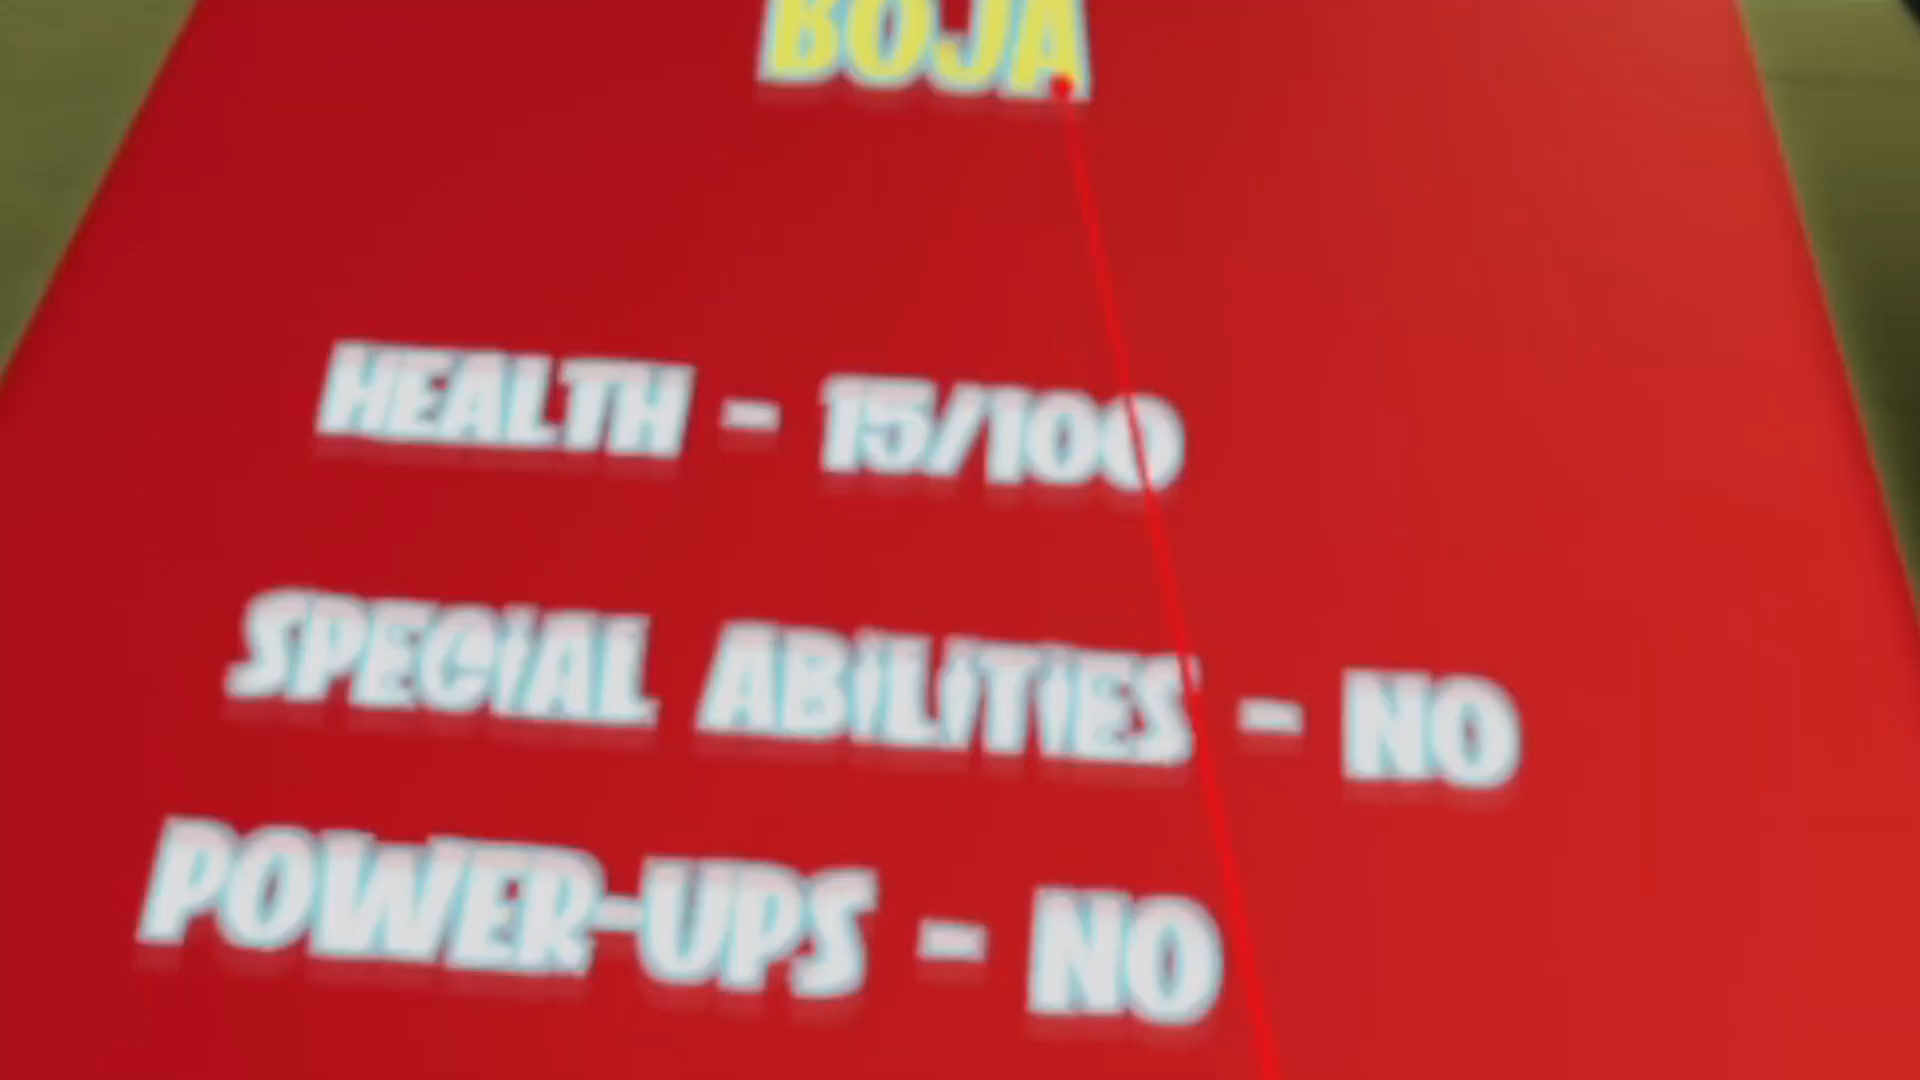 BOJA
HEALTH - 15/100
SPECIAL ABILITIES - NO
POWER-UPS - NO